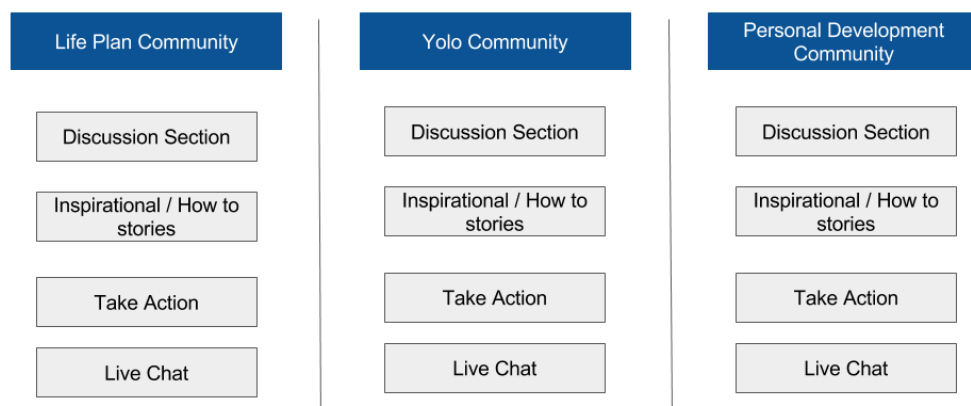 Life Plan Community
Discussion Section
Inspirational / How to
stories
Take Action
Live Chat
Yolo Community
Discussion Section
Inspirational / How to
stories
Take Action
Live Chat
Personal Development
Community
Discussion Section
Inspirational / How to
stories
Take Action
Live Chat